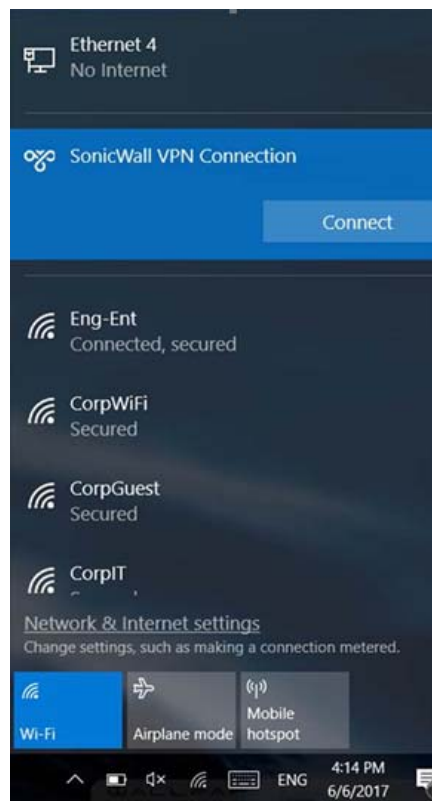 Ethernet 4
No Internet
SonicWall VPN Connection
Connect
Eng-Ent
Connected, secured
CorpWiFi
Secured
CorpGuest
Secured
CorpIT
Network & Internet settings
Change settings, such as making a connection metered.
Wi-Fi
Airplane mode
Mobile
hotspot
ENG
4:14 PM
6/6/2017